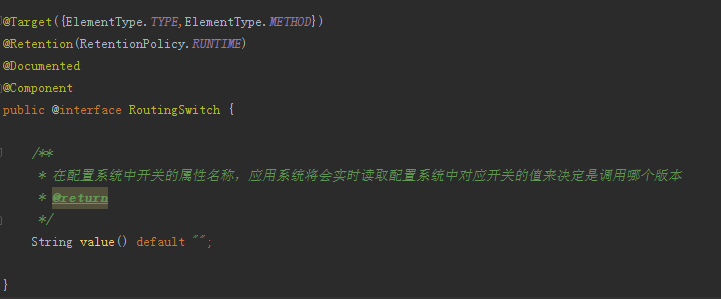 @Target({ElementType.TYPE,ElementType.METHOD})
@Retention(RetentionPolicy.RUNTIME)
@Documented
@Component
public @interface RoutingSwitch {
/**
* 在配置系统中开关的属性名称，应用系统将会实时读取配置系统中对应开关的值来决定是调用哪个版本
* @return
*/
String value() default "";
}